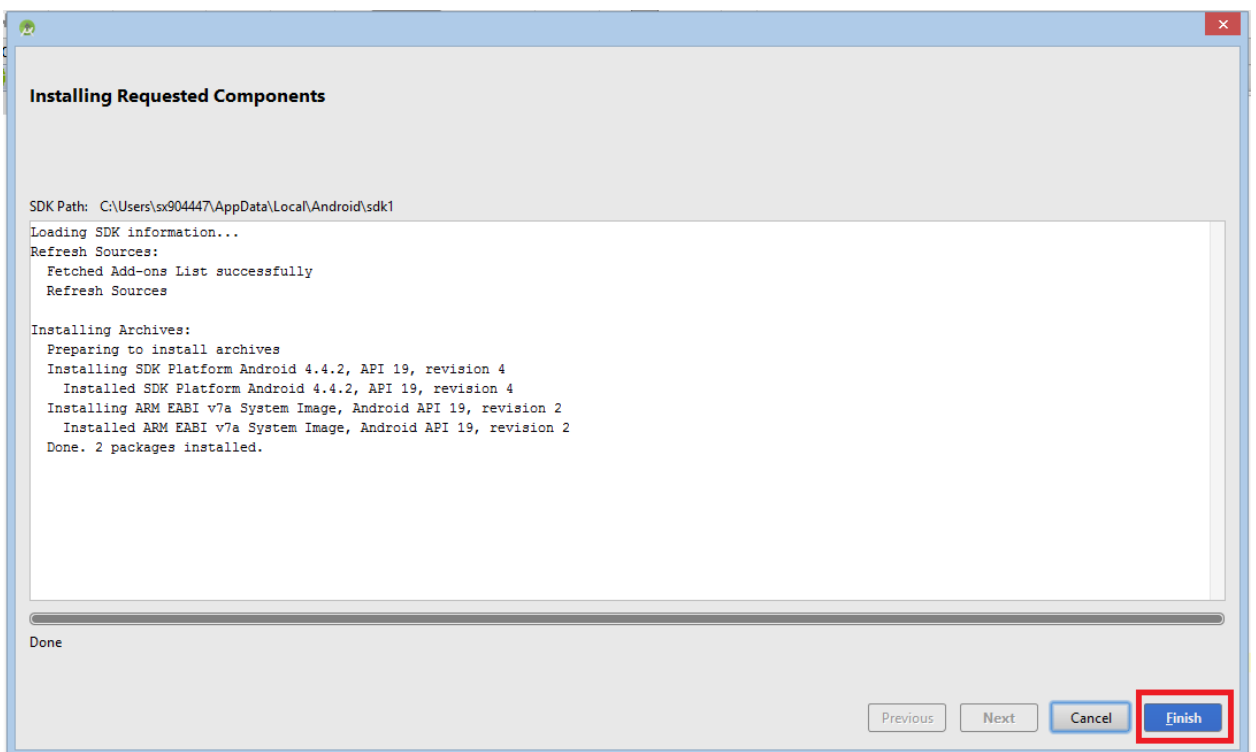 Installing Requested Components
SDK Path: C:\Users\sx904447\AppData\Local\Android\sdk1
Loading SDK information...
Refresh Sources:
  Fetched Add-ons List successfully
  Refresh Sources
Installing Archives:
  Preparing to install archives
  Installing SDK Platform Android 4.4.2, API 19, revision 4
    Installed SDK Platform Android 4.4.2, API 19, revision 4
  Installing ARM EABI v7a System Image, Android API 19, revision 2
    Installed ARM EABI v7a System Image, Android API 19, revision 2
  Done. 2 packages installed.
Done
Previous Next Cancel Finish